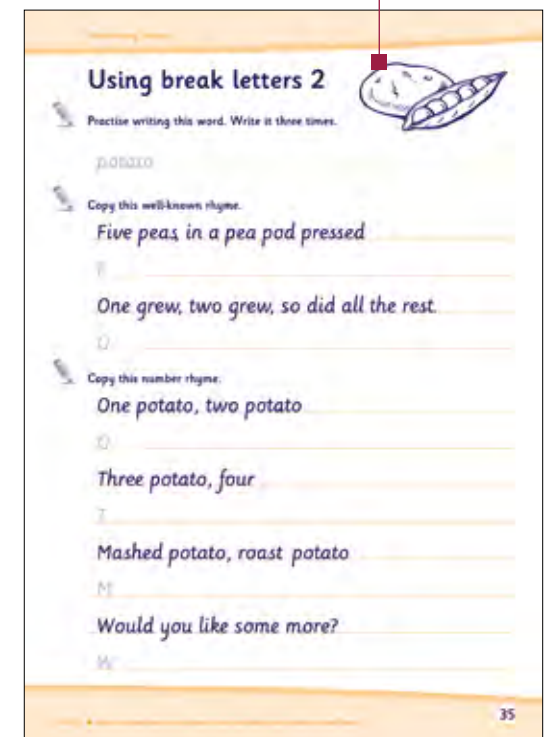 Using break letters 2
Practise writing this word. Write it three times.
potato
Copy this well-known rhyme.
Five peas in a pea pod pressed
F
One grew, two grew, so did all the rest.
O
Copy this number rhyme.
One potato, two potato
O
Three potato, four
T
Mashed potato, roast potato
M
Would you like some more?
W
35